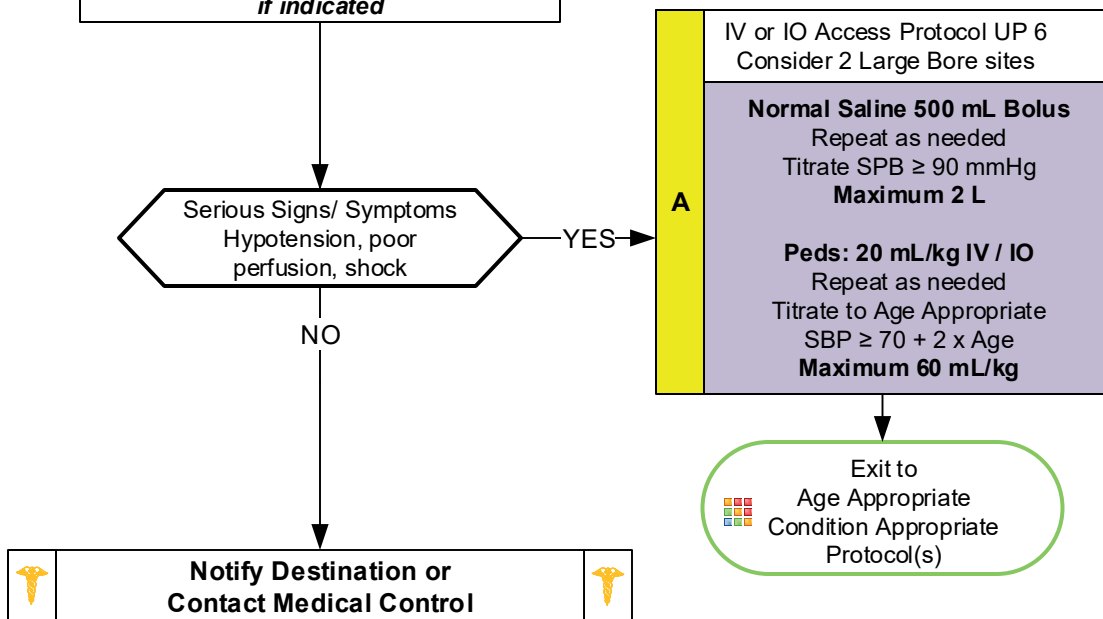 if indicated
IV or IO Access Protocol UP 6
Consider 2 Large Bore sites
Normal Saline 500 mL Bolus
Repeat as needed
Titrate SPB ≥ 90 mmHg
Maximum 2 L
A
Peds: 20 mL/kg IV / IO
Repeat as needed
Titrate to Age Appropriate
SBP ≥ 70 + 2 x Age
Maximum 60 mL/kg
Serious Signs/ Symptoms
Hypotension, poor
perfusion, shock
YES
NO
Exit to
Age Appropriate
Condition Appropriate
Protocol(s)
Notify Destination or
Contact Medical Control